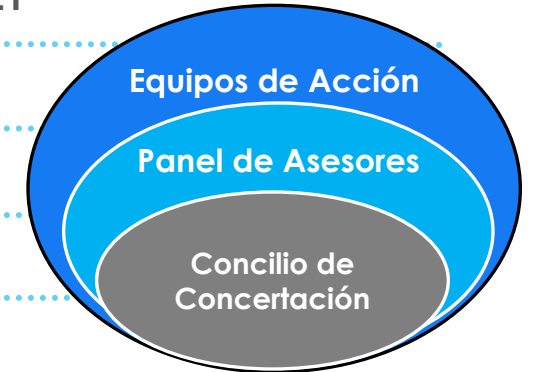 Equipos de Acción
Panel de Asesores
Concilio de
Concertación